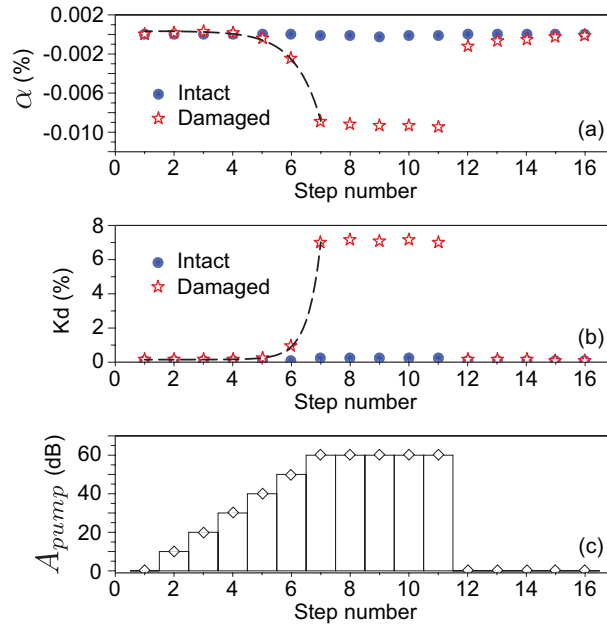 0.002
-0.002
-0.006
-0.010
α (%)
Intact
Damaged
(a)
0 2 4 6 8 10 12 14 16
Step number
8
6
4
2
0
Kd (%)
Intact
Damaged
(b)
0 2 4 6 8 10 12 14 16
Step number
60
40
20
0
A_pump (dB)
(c)
0 2 4 6 8 10 12 14 16
Step number